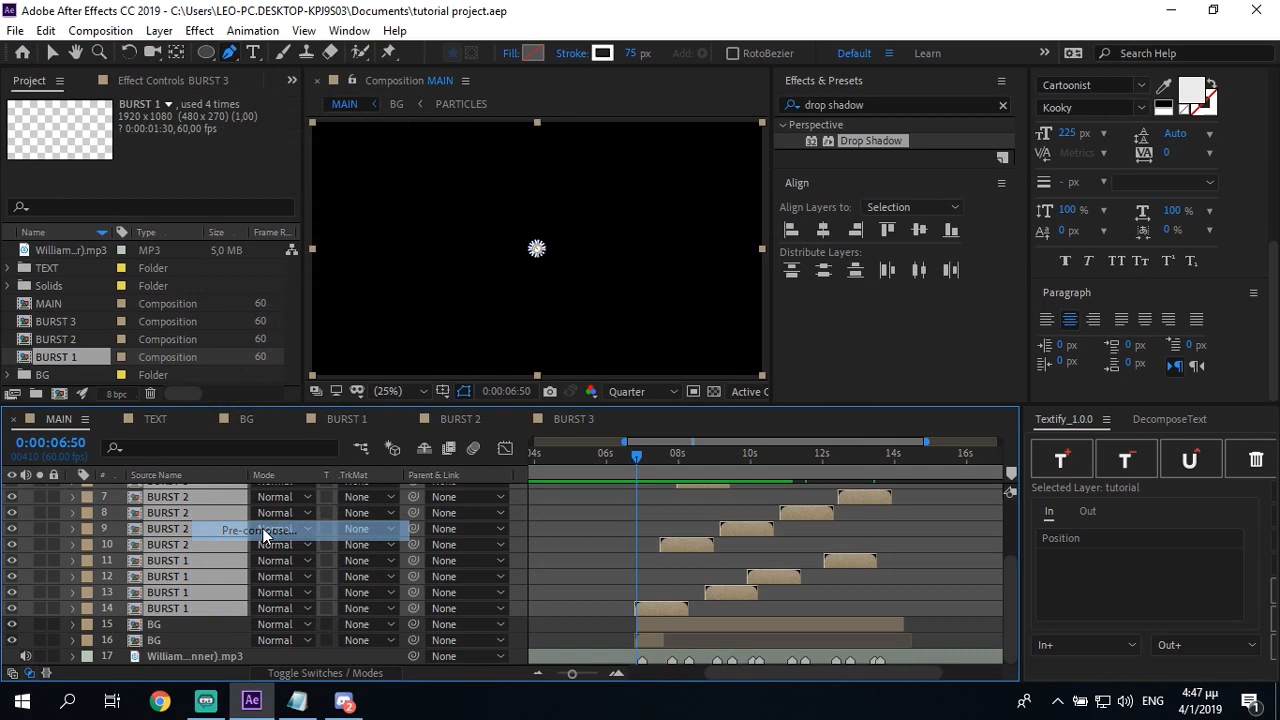 Adobe After Effects CC 2019 - C:\Users\LEO-PC.DESKTOP-KPJ9S03\Documents\tutorial project.aep
File Edit Composition Layer Effect Animation View Window Help
Fill: Stroke: 75 px Add: RotoBezier Default Learn Search Help
Project Effect Controls BURST 3
BURST 1 , used 4 times
1920 x 1080 (480 x 270) (1,00)
? 0:00:01:30, 60,00 fps
Name Type Size Frame R...
William...r).mp3 MP3 5,0 MB
TEXT Folder
Solids Folder
MAIN Composition 60
BURST 3 Composition 60
BURST 2 Composition 60
BURST 1 Composition 60
BG Folder
8 bpc
Composition MAIN
MAIN BG PARTICLES
(25%) 0:00:06:50 Quarter Active C
Effects & Presets
drop shadow
Perspective
32 Drop Shadow
Align
Align Layers to: Selection
Distribute Layers:
Cartoonist
Kooky
225 px Auto
Metrics 0
- px
100 % 100 %
0 px 0 %
T T TT Tт T¹ T₁
Paragraph
0 px 0 px 0 px
0 px 0 px
MAIN TEXT BG BURST 1 BURST 2 BURST 3
0:00:06:50
00410 (60.00 fps)
04s 06s 08s 10s 12s 14s 16s
# Source Name Mode T .TrkMat Parent & Link
7 BURST 2 Normal None None
8 BURST 2 Normal None None
9 BURST 2 Normal None None
Pre-compose...
10 BURST 2 Normal None None
11 BURST 1 Normal None None
12 BURST 1 Normal None None
13 BURST 1 Normal None None
14 BURST 1 Normal None None
15 BG Normal None None
16 BG Normal None None
17 William...nner).mp3 None
Toggle Switches / Modes
Textify_1.0.0 DecomposeText
T T U
Selected Layer: tutorial
In Out
Position
In+ Out+
Ae
2
ENG
4:47 μμ
4/1/2019
1